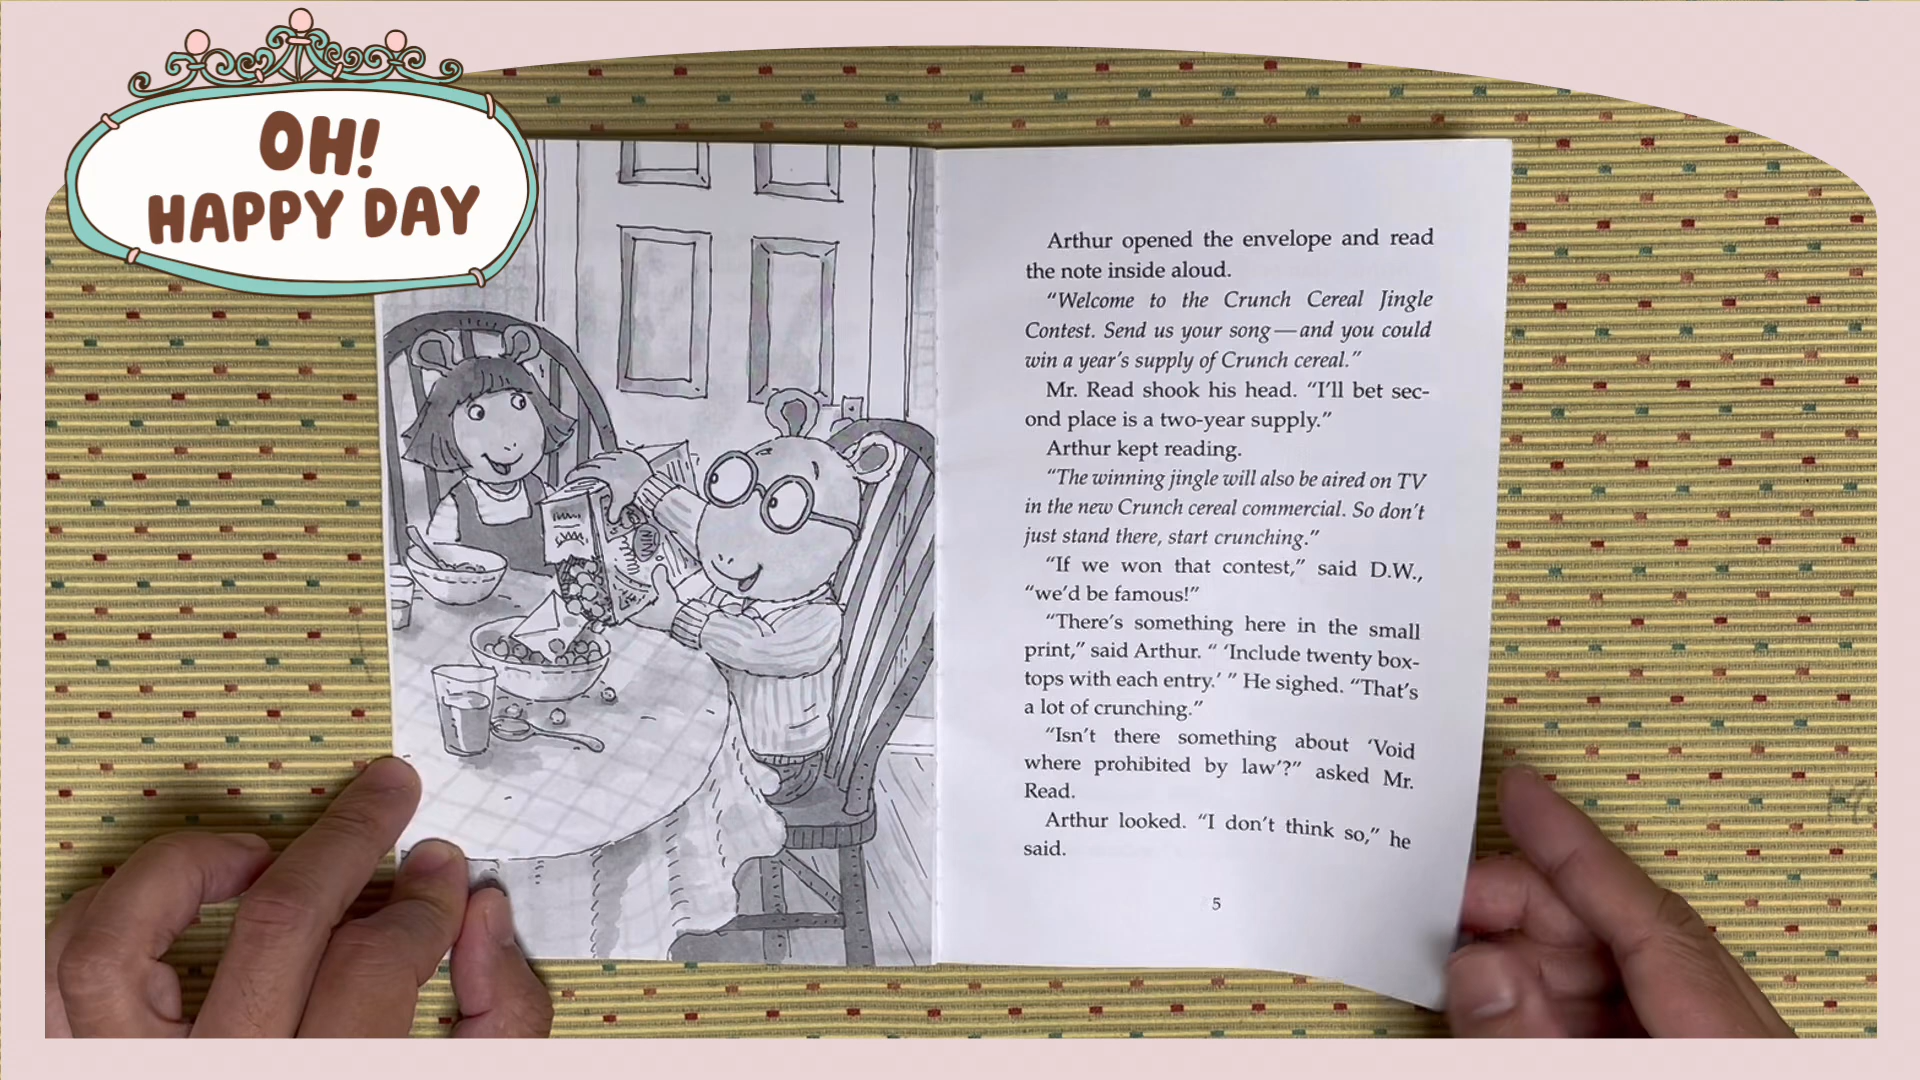 OH!
HAPPY DAY
Arthur opened the envelope and read
the note inside aloud.
“Welcome to the Crunch Cereal Jingle
Contest. Send us your song—and you could
win a year’s supply of Crunch cereal.”
Mr. Read shook his head. “I’ll bet sec-
ond place is a two-year supply.”
Arthur kept reading.
“The winning jingle will also be aired on TV
in the new Crunch cereal commercial. So don’t
just stand there, start crunching.”
“If we won that contest,” said D.W.,
“we’d be famous!”
“There’s something here in the small
print,” said Arthur. “ ‘Include twenty box-
tops with each entry.’ ” He sighed. “That’s
a lot of crunching.”
“Isn’t there something about ‘Void
where prohibited by law’?” asked Mr.
Read.
Arthur looked. “I don’t think so,” he
said.
5